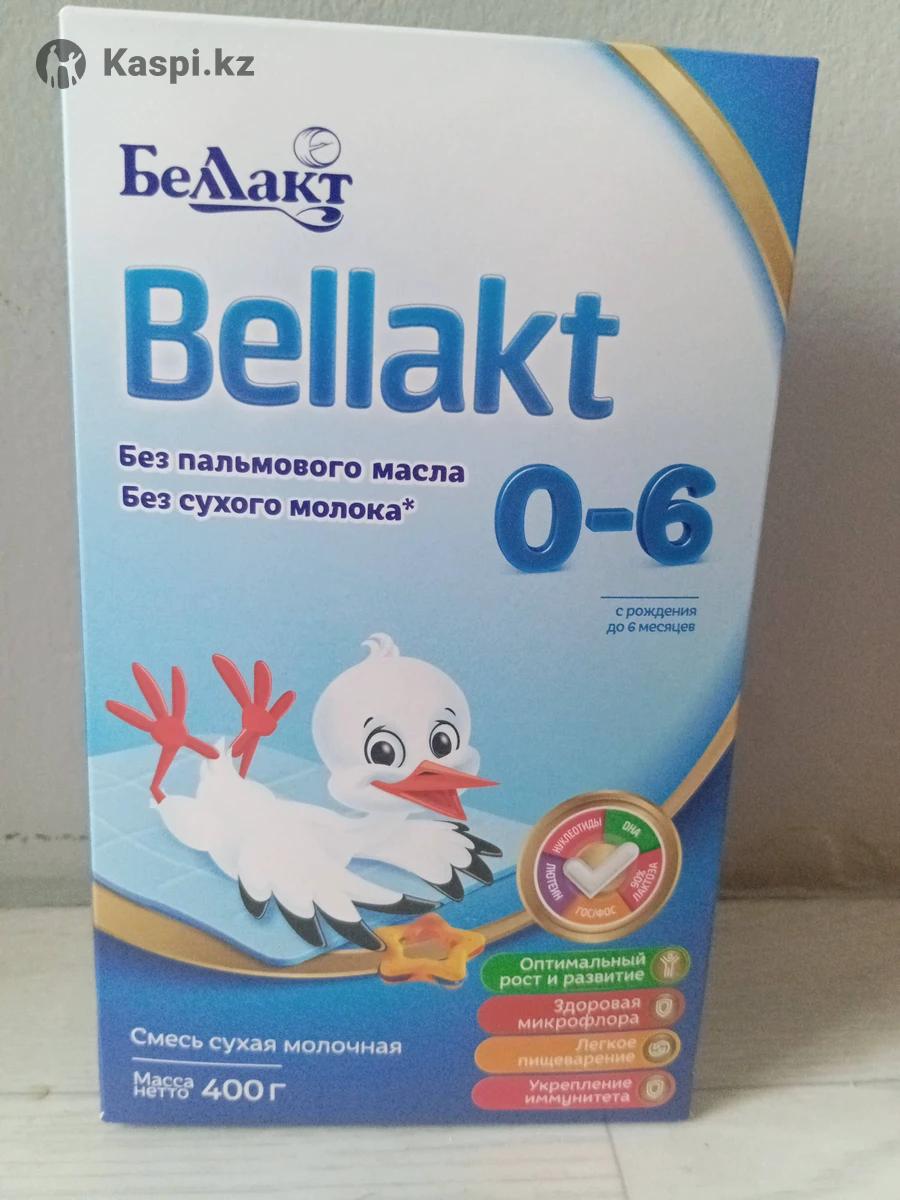 Kaspi.kz
Беллакт
Bellakt
Без пальмового масла
Без сухого молока*
0-6
с рождения
до 6 месяцев
НУКЛЕОТИДЫ
DHA
ЛЮТЕИН
90%
ЛАКТОЗА
ГОС/ФОС
Оптимальный
рост и развитие
Здоровая
микрофлора
Легкое
пищеварение
Укрепление
иммунитета
Смесь сухая молочная
Масса
нетто 400 г